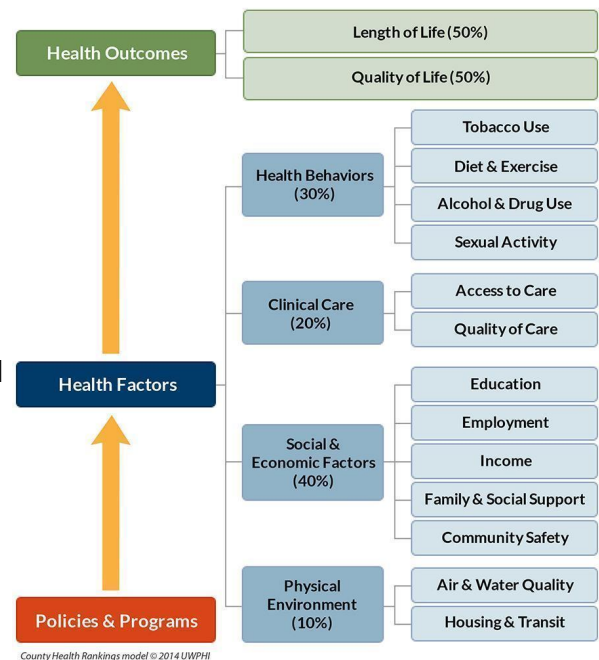 Health Outcomes
Length of Life (50%)
Quality of Life (50%)
Health Factors
Health Behaviors
(30%)
Tobacco Use
Diet & Exercise
Alcohol & Drug Use
Sexual Activity
Clinical Care
(20%)
Access to Care
Quality of Care
Social &
Economic Factors
(40%)
Education
Employment
Income
Family & Social Support
Community Safety
Physical
Environment
(10%)
Air & Water Quality
Housing & Transit
Policies & Programs
County Health Rankings model © 2014 UWPHI